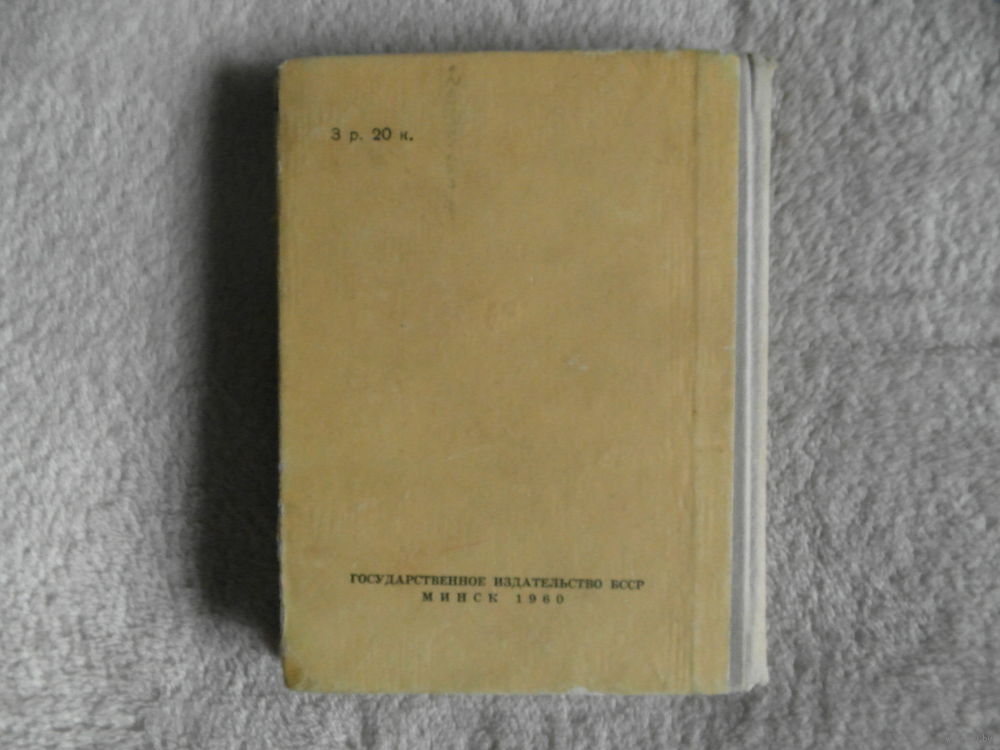 3 р. 20 к.
ГОСУДАРСТВЕННОЕ ИЗДАТЕЛЬСТВО БССР
МИНСК 1960